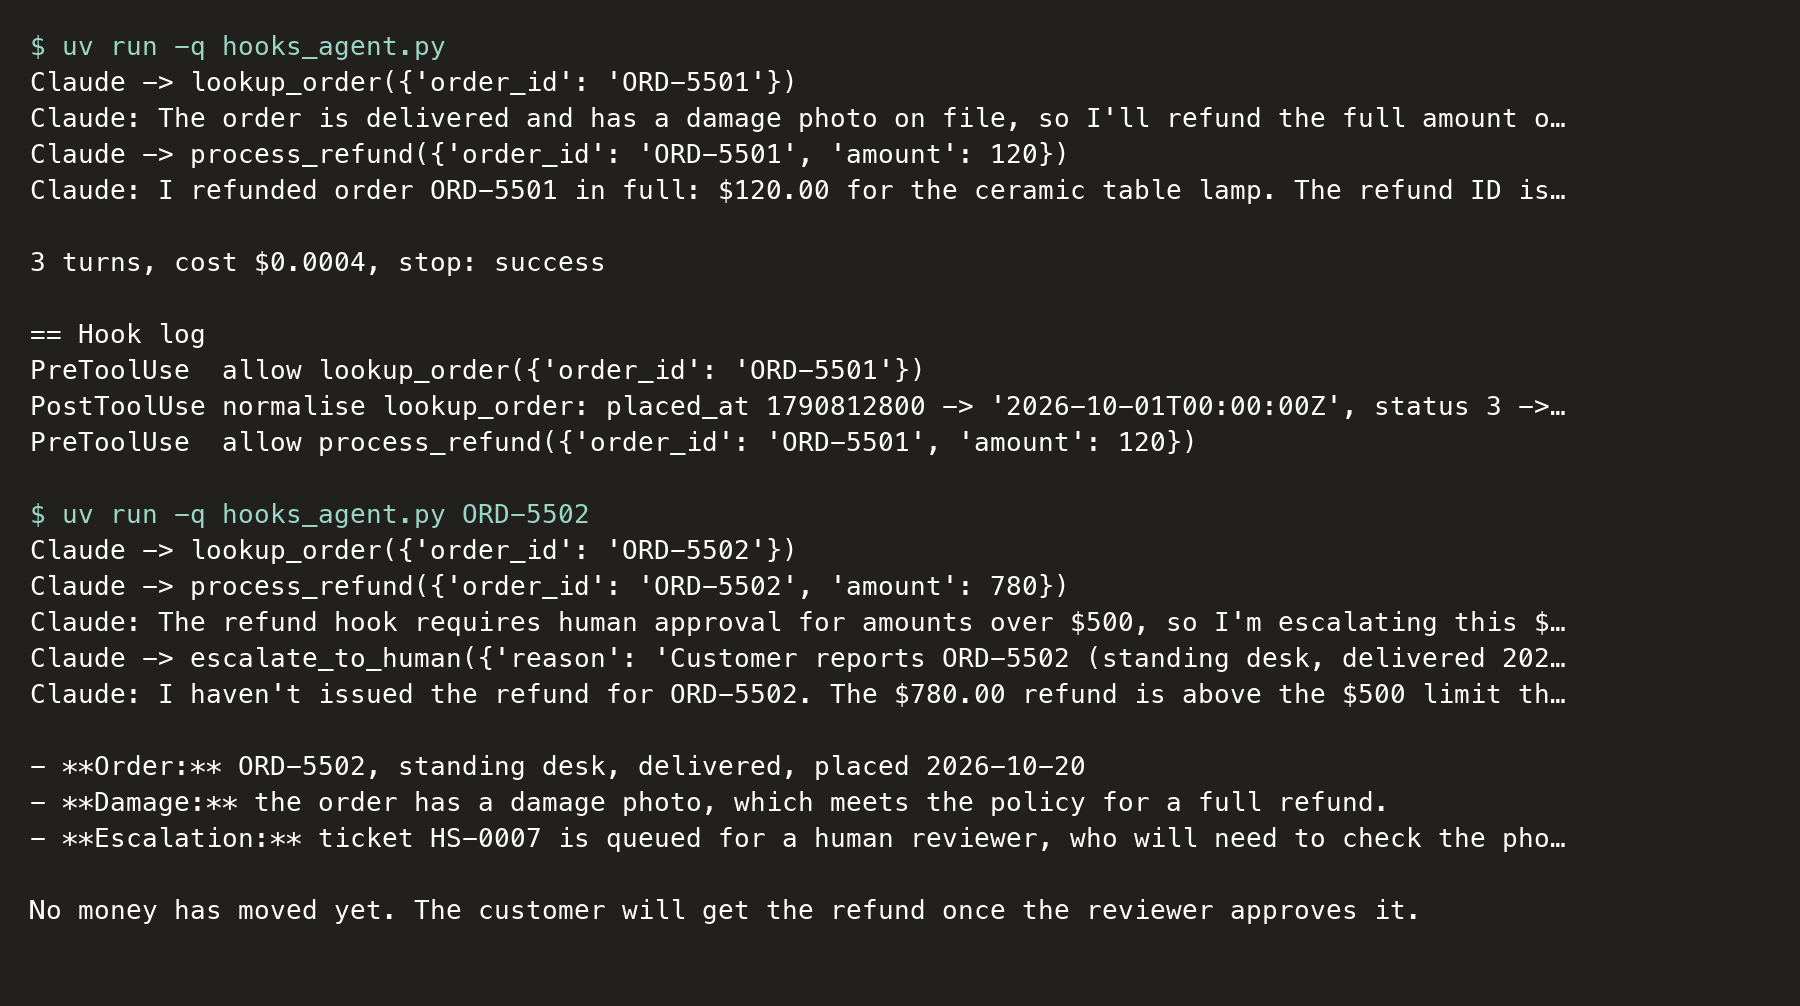 $ uv run -q hooks_agent.py
Claude -> lookup_order({'order_id': 'ORD-5501'})
Claude: The order is delivered and has a damage photo on file, so I'll refund the full amount o…
Claude -> process_refund({'order_id': 'ORD-5501', 'amount': 120})
Claude: I refunded order ORD-5501 in full: $120.00 for the ceramic table lamp. The refund ID is…
3 turns, cost $0.0004, stop: success
== Hook log
PreToolUse  allow lookup_order({'order_id': 'ORD-5501'})
PostToolUse normalise lookup_order: placed_at 1790812800 -> '2026-10-01T00:00:00Z', status 3 ->…
PreToolUse  allow process_refund({'order_id': 'ORD-5501', 'amount': 120})
$ uv run -q hooks_agent.py ORD-5502
Claude -> lookup_order({'order_id': 'ORD-5502'})
Claude -> process_refund({'order_id': 'ORD-5502', 'amount': 780})
Claude: The refund hook requires human approval for amounts over $500, so I'm escalating this $…
Claude -> escalate_to_human({'reason': 'Customer reports ORD-5502 (standing desk, delivered 202…
Claude: I haven't issued the refund for ORD-5502. The $780.00 refund is above the $500 limit th…
- **Order:** ORD-5502, standing desk, delivered, placed 2026-10-20
- **Damage:** the order has a damage photo, which meets the policy for a full refund.
- **Escalation:** ticket HS-0007 is queued for a human reviewer, who will need to check the pho…
No money has moved yet. The customer will get the refund once the reviewer approves it.